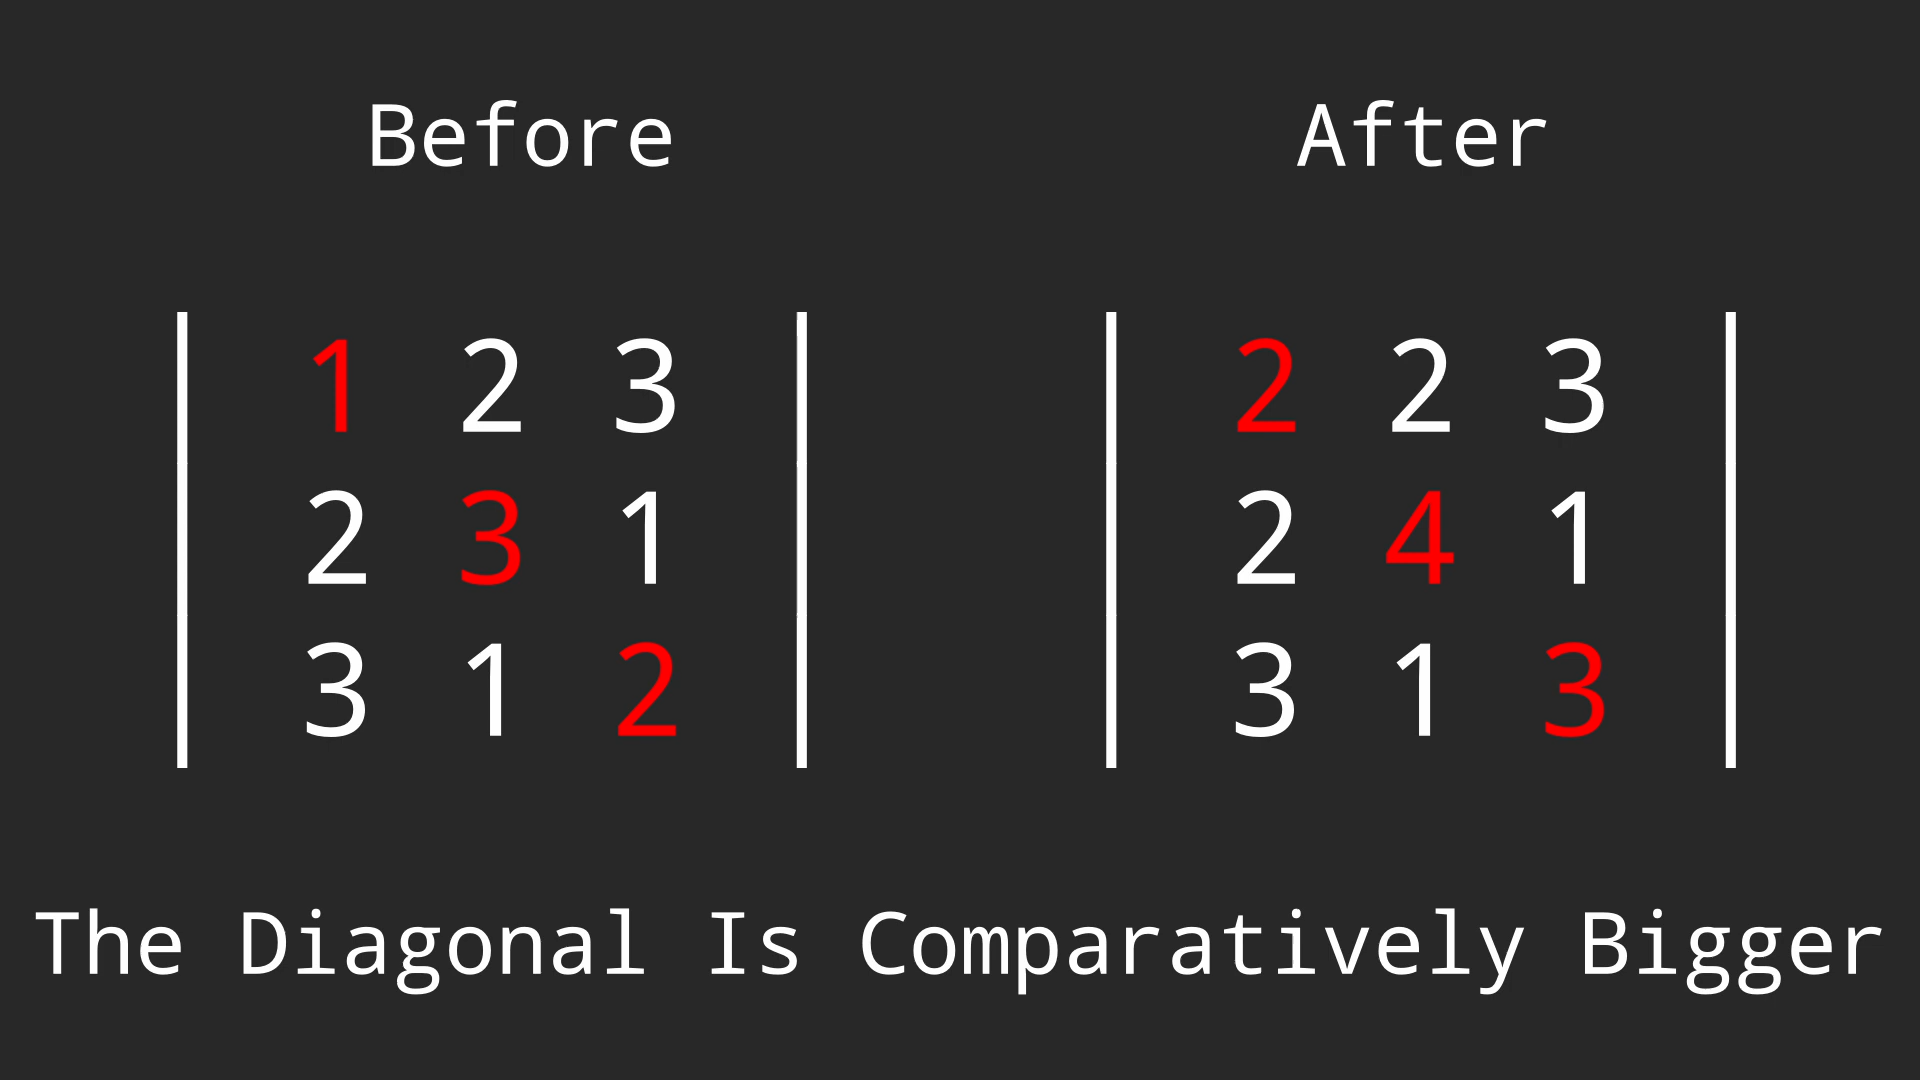 Before After
1 2 3 2 2 3
2 3 1 2 4 1
3 1 2 3 1 3
The Diagonal Is Comparatively Bigger